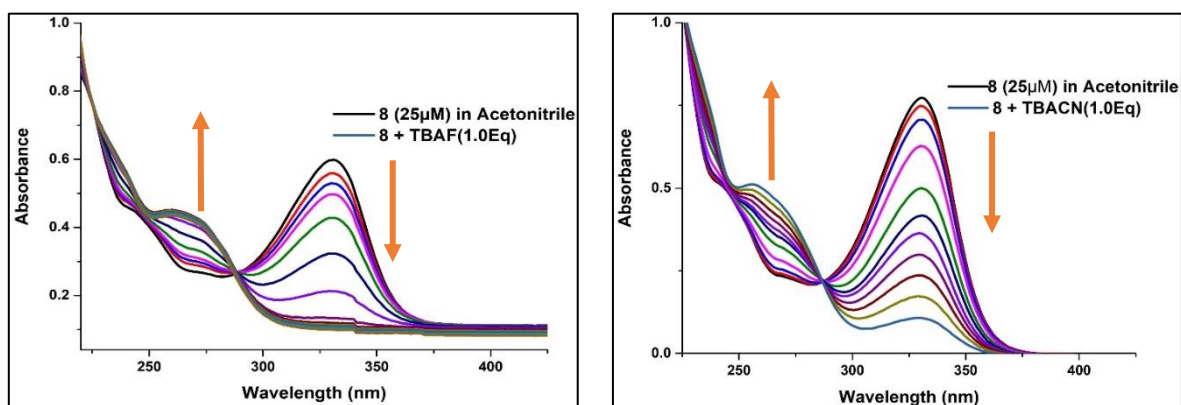 1.0
0.8
0.6
0.4
0.2
250
300
350
400
Absorbance
Wavelength (nm)
8 (25µM) in Acetonitrile
8 + TBAF(1.0Eq)
1.0
0.5
0.0
250
300
350
400
Absorbance
Wavelength (nm)
8 (25µM) in Acetonitrile
8 + TBACN(1.0Eq)